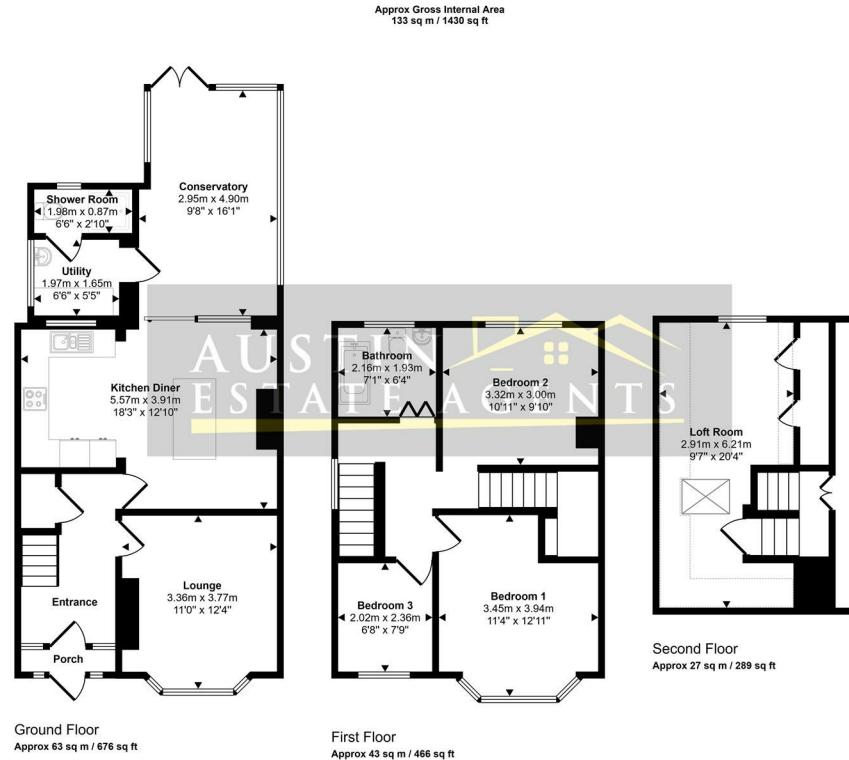 Approx Gross Internal Area
133 sq m / 1430 sq ft
Conservatory
2.95m x 4.90m
9'8" x 16'1"
Shower Room
1.98m x 0.87m
6'6" x 2'10"
Utility
1.97m x 1.65m
6'6" x 5'5"
Kitchen Diner
5.57m x 3.91m
18'3" x 12'10"
Lounge
3.36m x 3.77m
11'0" x 12'4"
Entrance
Porch
Ground Floor
Approx 63 sq m / 676 sq ft
AUSTIN
ESTATE AGENTS
Bathroom
2.16m x 1.93m
7'1" x 6'4"
Bedroom 2
3.32m x 3.00m
10'11" x 9'10"
Bedroom 3
2.02m x 2.36m
6'8" x 7'9"
Bedroom 1
3.45m x 3.94m
11'4" x 12'11"
First Floor
Approx 43 sq m / 466 sq ft
Loft Room
2.91m x 6.21m
9'7" x 20'4"
Second Floor
Approx 27 sq m / 289 sq ft